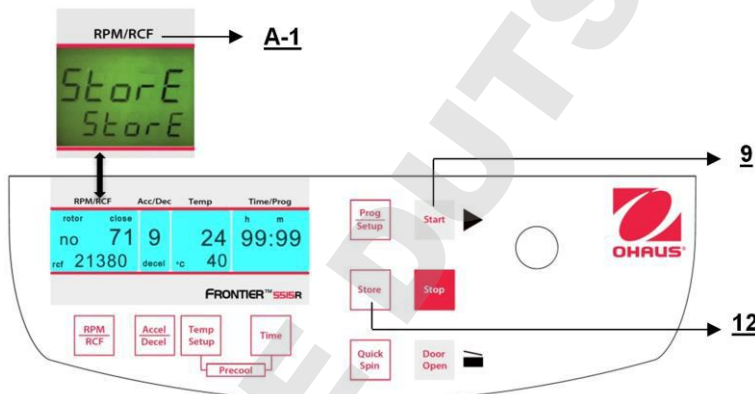 RPM/RCF
A-1
StorE
StorE
9
RPM/RCF Acc/Dec Temp Time/Prog
rotor close h m
no 71 9 24 99:99
rcf 21380 decel °C 40
FRONTIER™ 5515R
Prog
Setup
Start
OHAUS®
Store
Stop
12
RPM
RCF
Accel
Decel
Temp
Setup
Time
Precool
Quick
Spin
Door
Open
E DUTS